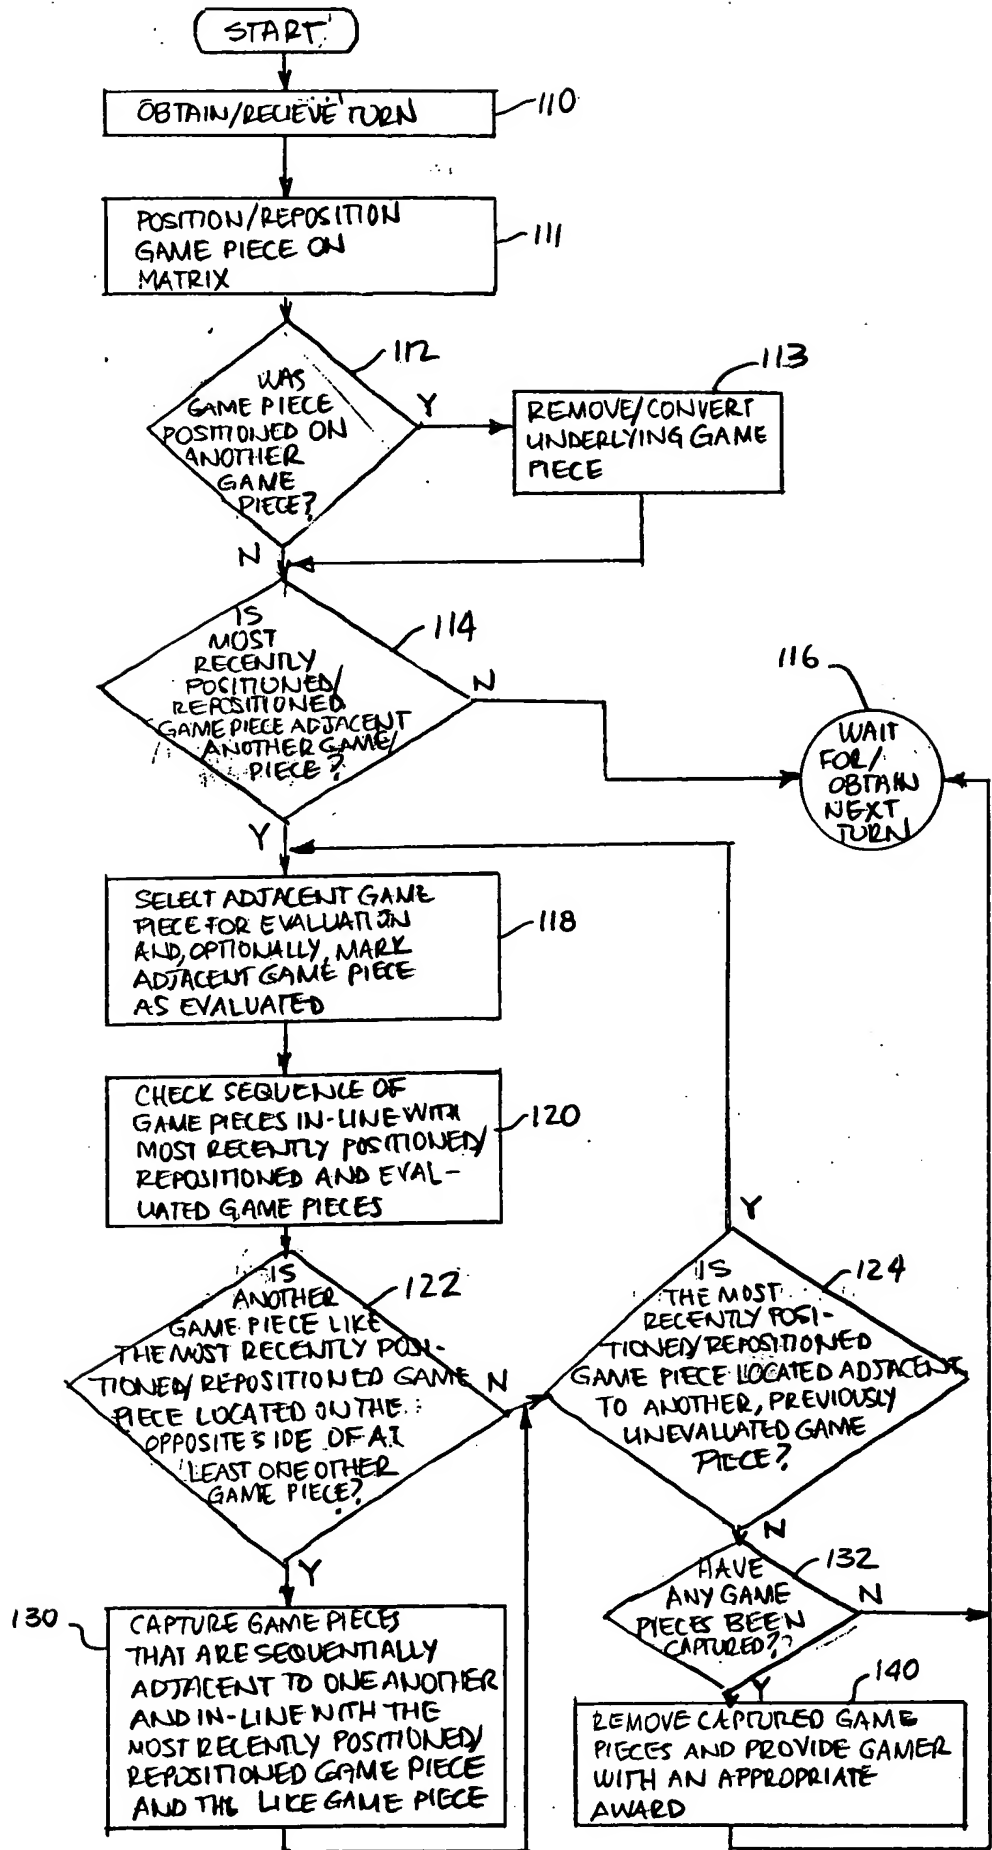 START
OBTAIN/RECIEVE TURN
110
POSITION/REPOSITION
GAME PIECE ON
MATRIX
111
112
WAS
GAME PIECE
POSITIONED ON
ANOTHER
GAME
PIECE?
Y
113
REMOVE/CONVERT
UNDERLYING GAME
PIECE
N
IS
MOST
RECENTLY
POSITIONED/
REPOSITIONED
GAME PIECE ADJACENT
ANOTHER GAME
PIECE?
114
N
116
WAIT
FOR/
OBTAIN
NEXT
TURN
Y
SELECT ADJACENT GAME
PIECE FOR EVALUATION
AND, OPTIONALLY, MARK
ADJACENT GAME PIECE
AS EVALUATED
118
CHECK SEQUENCE OF
GAME PIECES IN-LINE WITH
MOST RECENTLY POSITIONED/
REPOSITIONED AND EVAL-
UATED GAME PIECES
120
IS
ANOTHER
GAME PIECE LIKE
THE MOST RECENTLY POSI-
TIONED/REPOSITIONED GAME
PIECE LOCATED ON THE
OPPOSITE SIDE OF AT
LEAST ONE OTHER
GAME PIECE?
122
N
Y
Y
IS
THE MOST
RECENTLY POSI-
TIONED/REPOSITIONED
GAME PIECE LOCATED ADJACENT
TO ANOTHER, PREVIOUSLY
UNEVALUATED GAME
PIECE?
124
N
HAVE
ANY GAME
PIECES BEEN
CAPTURED?
132
N
Y
130
CAPTURE GAME PIECES
THAT ARE SEQUENTIALLY
ADJACENT TO ONE ANOTHER
AND IN-LINE WITH THE
MOST RECENTLY POSITIONED/
REPOSITIONED GAME PIECE
AND THE LIKE GAME PIECE
140
REMOVE CAPTURED GAME
PIECES AND PROVIDE GAMER
WITH AN APPROPRIATE
AWARD